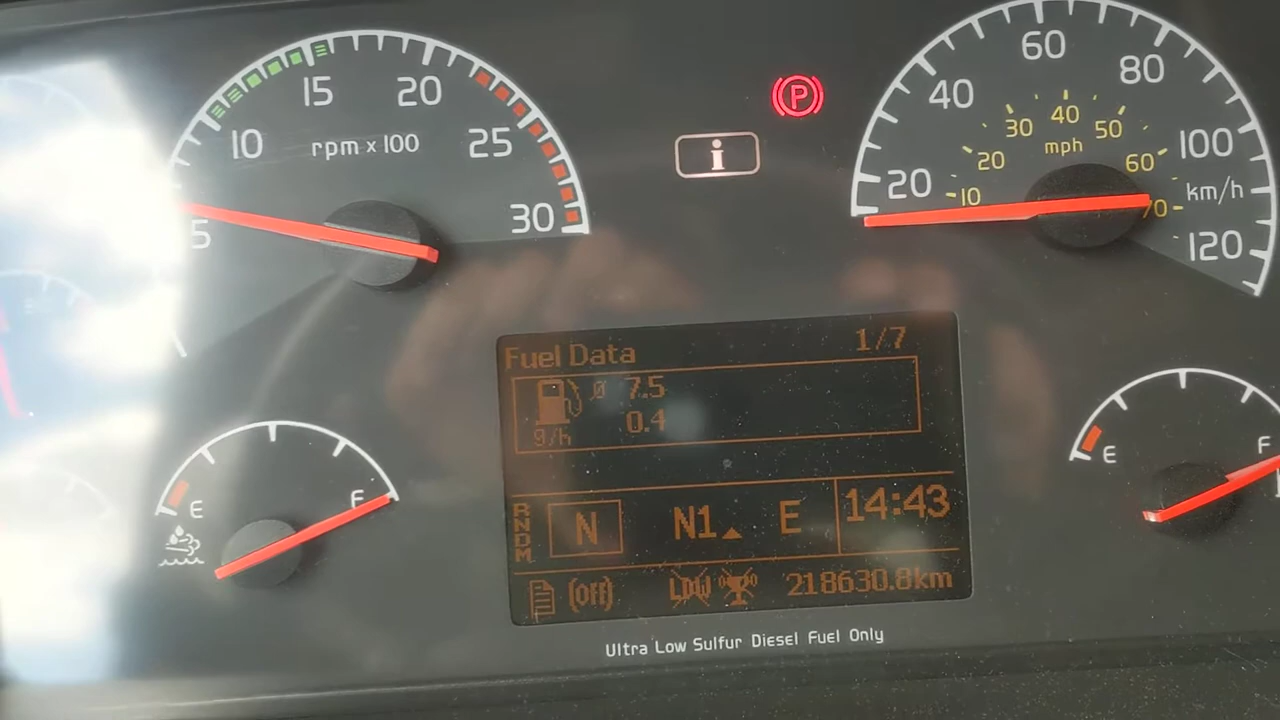 5
10
15
20
25
30
rpm x 100
P
i
20
40
60
80
100
120
km/h
10
20
30
40
50
60
70
mph
Fuel Data 1/7
ø 7.5
g/h 0.4
R N D M
N N1 E 14:43
(Off) LDW 218630.8km
E F
E F
Ultra Low Sulfur Diesel Fuel Only